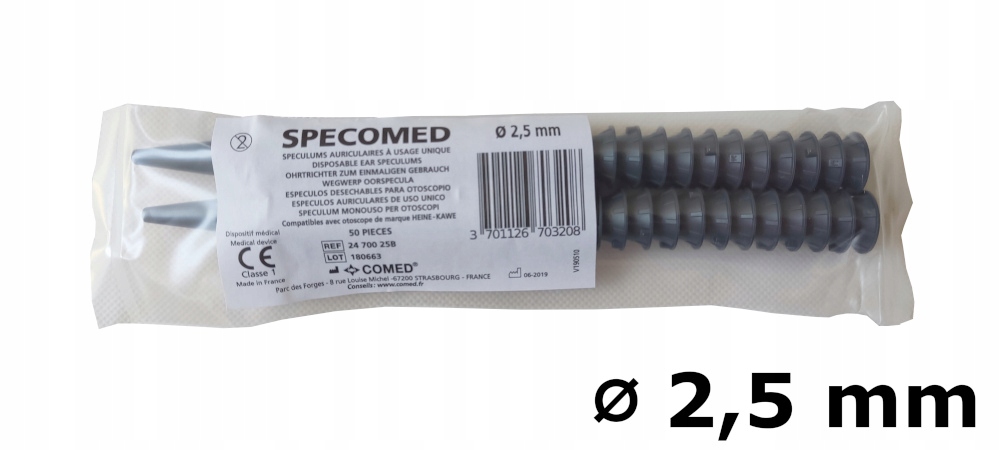 SPECOMED
ø 2,5 mm
SPECULUMS AURICULAIRES À USAGE UNIQUE
DISPOSABLE EAR SPECULUMS
OHRTRICHTER ZUM EINMALIGEN GEBRAUCH
WEGWERP OORSPECULA
ESPECULOS DESECHABLES PARA OTOSCOPIO
ESPECULOS AURICULARES DE USO UNICO
SPECULUM MONOUSO PER OTOSCOPI
Compatibles avec otoscope de marque HEINE-KAWE
50 PIECES
REF 24 700 25B
LOT 180663
COMED®
Parc des Forges - 8 rue Louise Michel -67200 STRASBOURG - FRANCE
Conseils : www.comed.fr
Dispositif médical
Medical device
CE
Classe 1
Made in France
2
3 701126 703208
06-2019
V190510
ø 2,5 mm